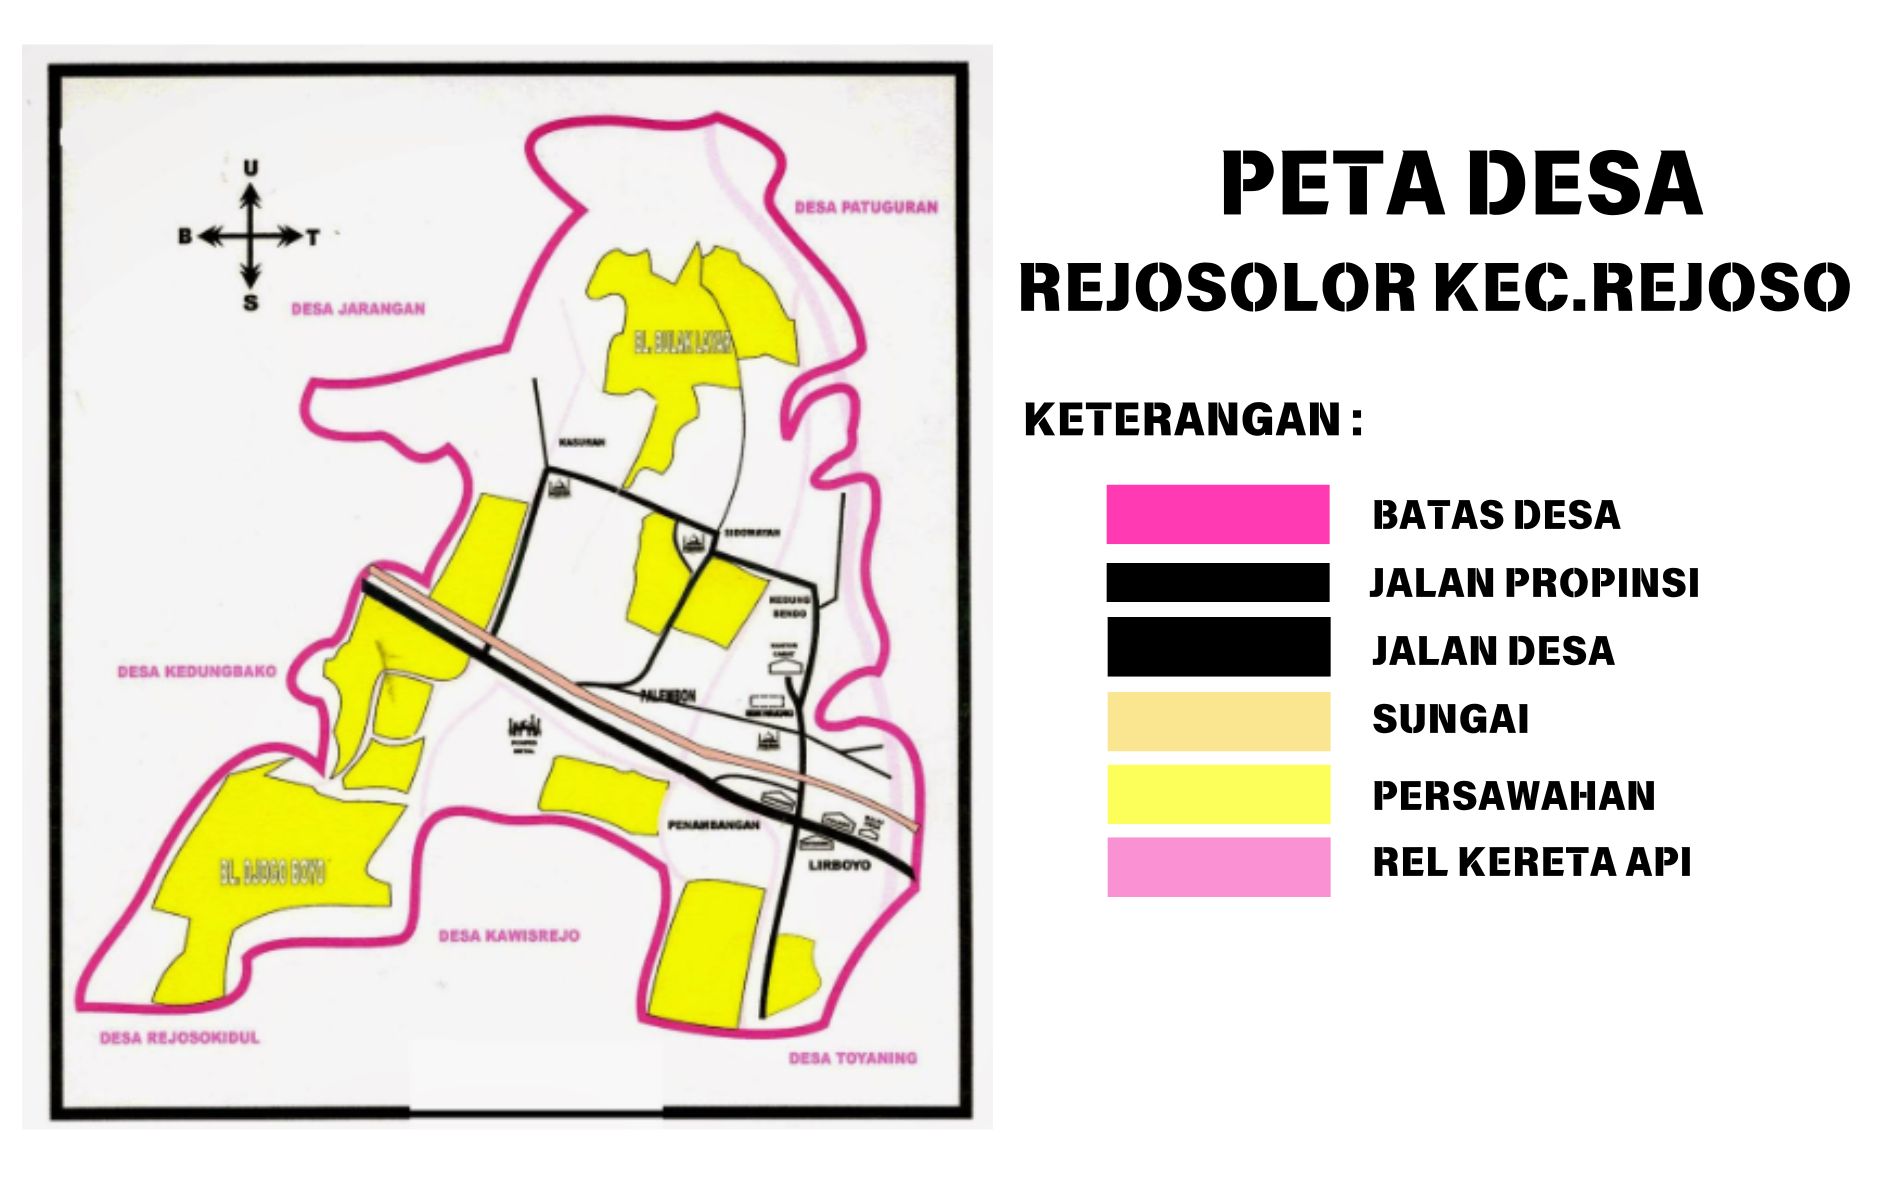 PETA DESA
REJOSOLOR KEC.REJOSO
KETERANGAN :
BATAS DESA
JALAN PROPINSI
JALAN DESA
SUNGAI
PERSAWAHAN
REL KERETA API
U
B
T
S
DESA PATUGURAN
DESA JARANGAN
BL. BULAK LAYAR
KASURAN
SIDOWAYAH
KEDUNG
DESA KEDUNGBAKO
PALEMBON
PENAMBANGAN
LIRBOYO
BL. DJOGO BOYO
DESA KAWISREJO
DESA REJOSOKIDUL
DESA TOYANING